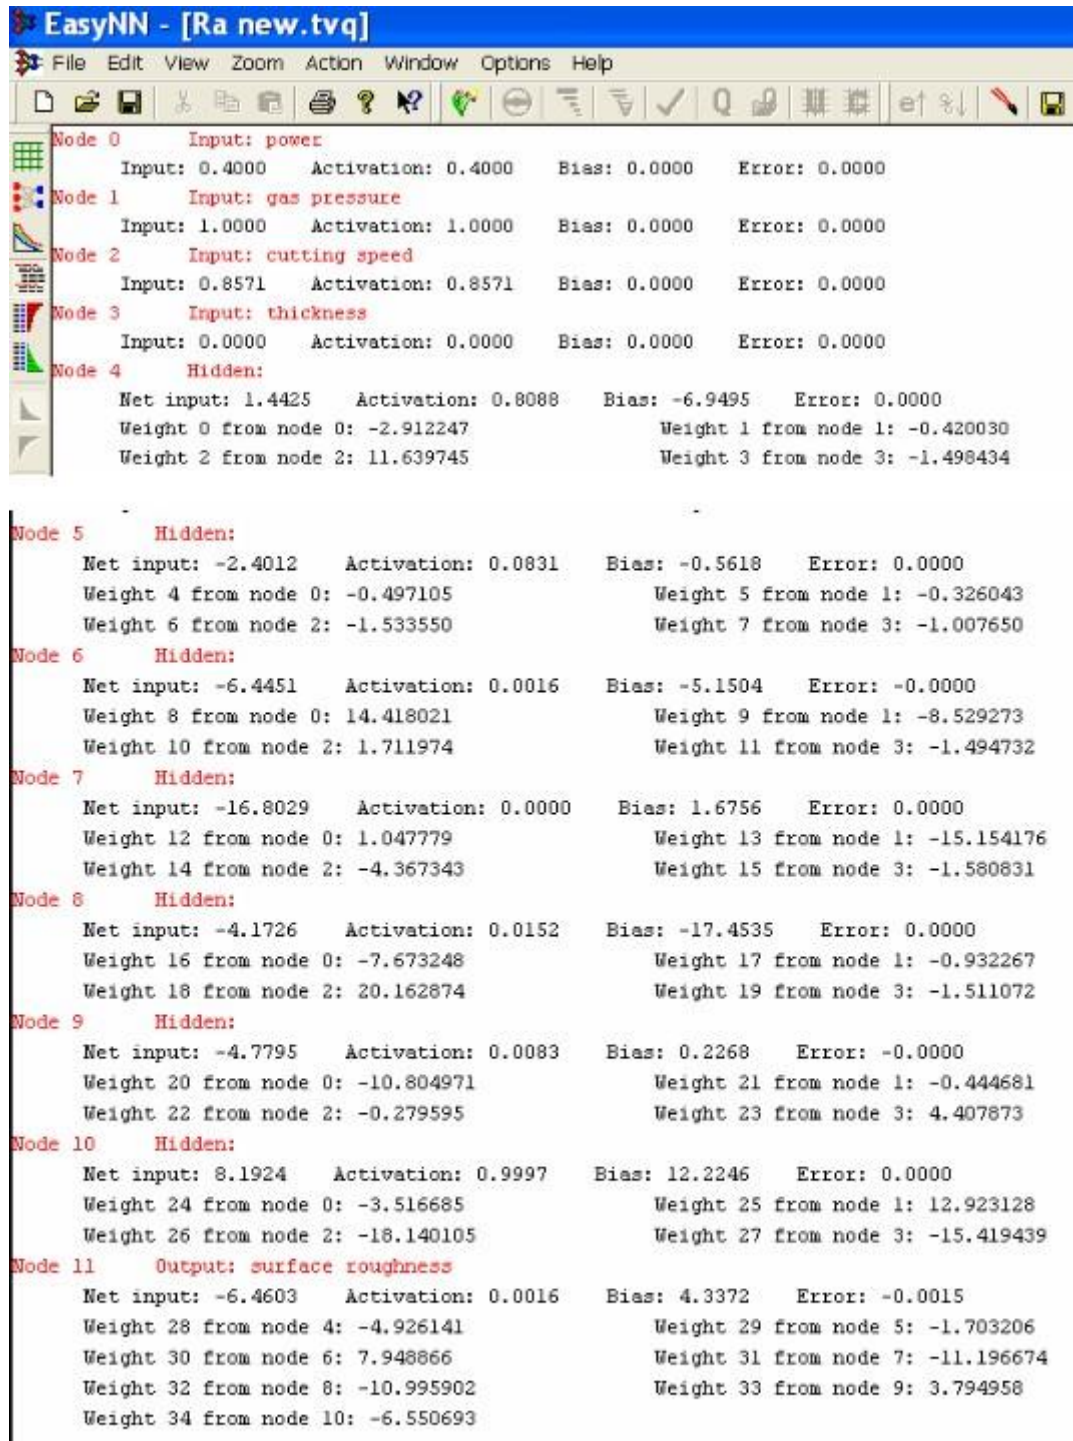 EasyNN - [Ra new.tvq]
File Edit View Zoom Action Window Options Help
Node 0 Input: power
Input: 0.4000 Activation: 0.4000 Bias: 0.0000 Error: 0.0000
Node 1 Input: gas pressure
Input: 1.0000 Activation: 1.0000 Bias: 0.0000 Error: 0.0000
Node 2 Input: cutting speed
Input: 0.8571 Activation: 0.8571 Bias: 0.0000 Error: 0.0000
Node 3 Input: thickness
Input: 0.0000 Activation: 0.0000 Bias: 0.0000 Error: 0.0000
Node 4 Hidden:
Net input: 1.4425 Activation: 0.8088 Bias: -6.9495 Error: 0.0000
Weight 0 from node 0: -2.912247 Weight 1 from node 1: -0.420030
Weight 2 from node 2: 11.639745 Weight 3 from node 3: -1.498434
Node 5 Hidden:
Net input: -2.4012 Activation: 0.0831 Bias: -0.5618 Error: 0.0000
Weight 4 from node 0: -0.497105 Weight 5 from node 1: -0.326043
Weight 6 from node 2: -1.533550 Weight 7 from node 3: -1.007650
Node 6 Hidden:
Net input: -6.4451 Activation: 0.0016 Bias: -5.1504 Error: -0.0000
Weight 8 from node 0: 14.418021 Weight 9 from node 1: -8.529273
Weight 10 from node 2: 1.711974 Weight 11 from node 3: -1.494732
Node 7 Hidden:
Net input: -16.8029 Activation: 0.0000 Bias: 1.6756 Error: 0.0000
Weight 12 from node 0: 1.047779 Weight 13 from node 1: -15.154176
Weight 14 from node 2: -4.367343 Weight 15 from node 3: -1.580831
Node 8 Hidden:
Net input: -4.1726 Activation: 0.0152 Bias: -17.4535 Error: 0.0000
Weight 16 from node 0: -7.673248 Weight 17 from node 1: -0.932267
Weight 18 from node 2: 20.162874 Weight 19 from node 3: -1.511072
Node 9 Hidden:
Net input: -4.7795 Activation: 0.0083 Bias: 0.2268 Error: -0.0000
Weight 20 from node 0: -10.804971 Weight 21 from node 1: -0.444681
Weight 22 from node 2: -0.279595 Weight 23 from node 3: 4.407873
Node 10 Hidden:
Net input: 8.1924 Activation: 0.9997 Bias: 12.2246 Error: 0.0000
Weight 24 from node 0: -3.516685 Weight 25 from node 1: 12.923128
Weight 26 from node 2: -18.140105 Weight 27 from node 3: -15.419439
Node 11 Output: surface roughness
Net input: -6.4603 Activation: 0.0016 Bias: 4.3372 Error: -0.0015
Weight 28 from node 4: -4.926141 Weight 29 from node 5: -1.703206
Weight 30 from node 6: 7.948866 Weight 31 from node 7: -11.196674
Weight 32 from node 8: -10.995902 Weight 33 from node 9: 3.794958
Weight 34 from node 10: -6.550693